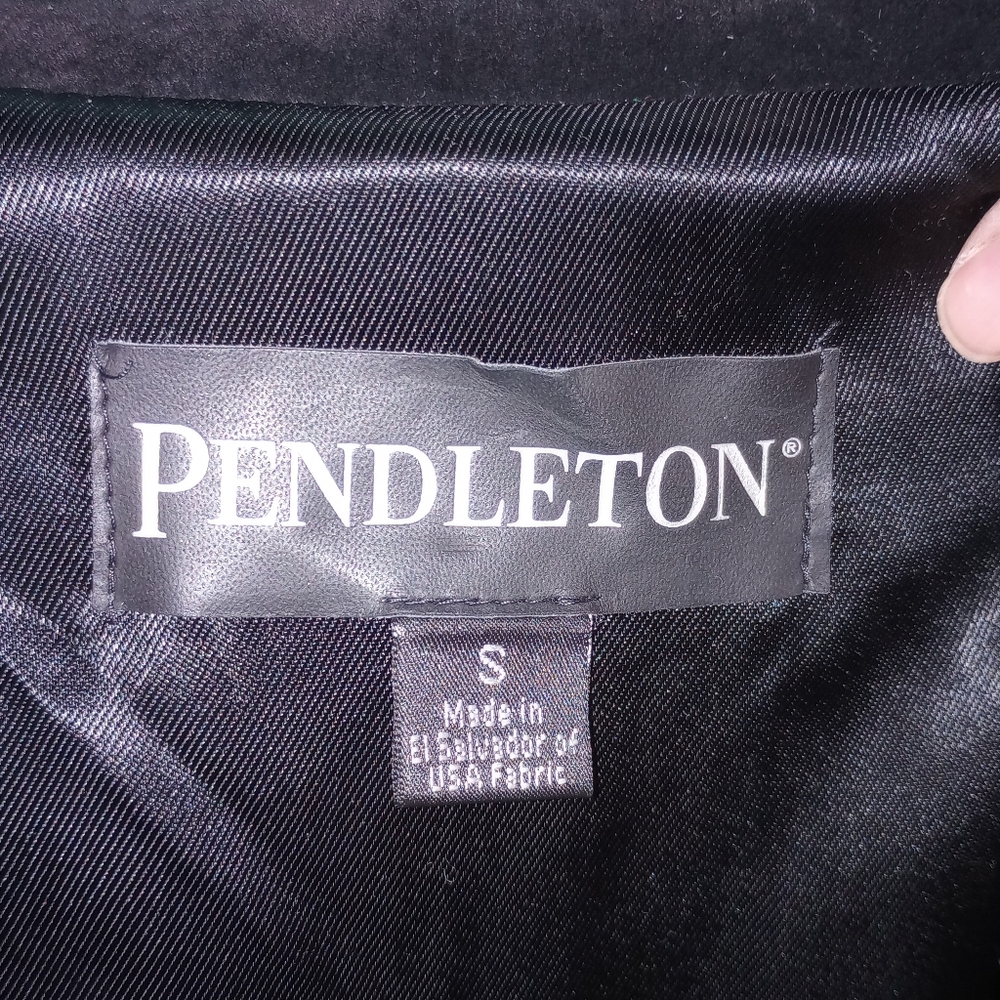 PENDLETON®
S
Made in
El Salvador of
USA Fabric